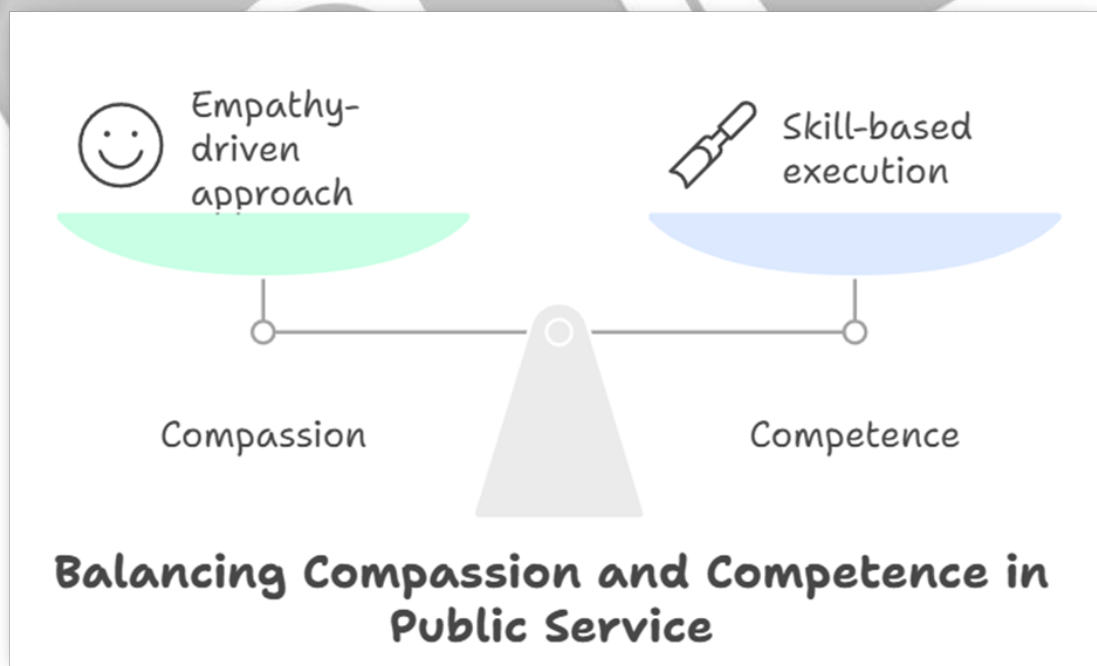 Empathy-
driven
approach
Skill-based
execution
Compassion
Competence
Balancing Compassion and Competence in
Public Service